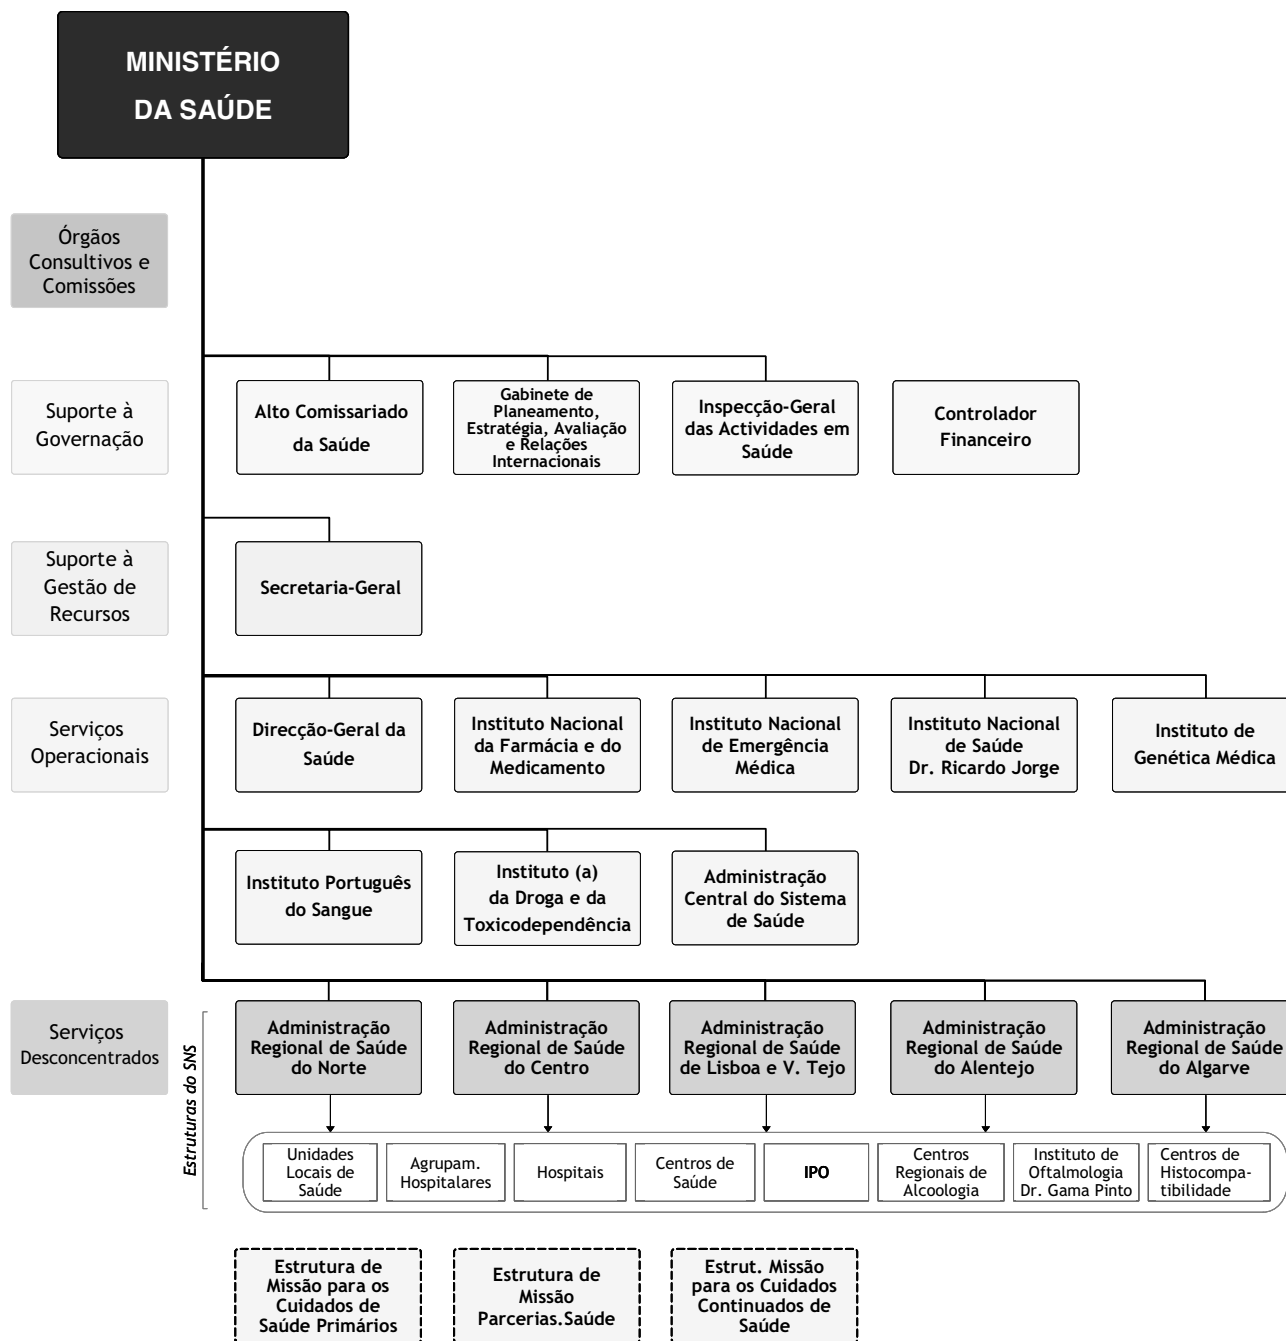 MINISTÉRIO
DA SAÚDE
Órgãos
Consultivos e
Comissões
Suporte à
Governação
Alto Comissariado
da Saúde
Gabinete de
Planeamento,
Estratégia, Avaliação
e Relações
Internacionais
Inspecção-Geral
das Actividades em
Saúde
Controlador
Financeiro
Suporte à
Gestão de
Recursos
Secretaria-Geral
Serviços
Operacionais
Direcção-Geral da
Saúde
Instituto Nacional
da Farmácia e do
Medicamento
Instituto Nacional
de Emergência
Médica
Instituto Nacional
de Saúde
Dr. Ricardo Jorge
Instituto de
Genética Médica
Instituto Português
do Sangue
Instituto (a)
da Droga e da
Toxicodependência
Administração
Central do Sistema
de Saúde
Serviços
Desconcentrados
Estruturas do SNS
Administração
Regional de Saúde
do Norte
Administração
Regional de Saúde
do Centro
Administração
Regional de Saúde
de Lisboa e V. Tejo
Administração
Regional de Saúde
do Alentejo
Administração
Regional de Saúde
do Algarve
Unidades
Locais de
Saúde
Agrupam.
Hospitalares
Hospitais
Centros de
Saúde
IPO
Centros
Regionais de
Alcoologia
Instituto de
Oftalmologia
Dr. Gama Pinto
Centros de
Histocompa-
tibilidade
Estrutura de
Missão para os
Cuidados de
Saúde Primários
Estrutura de
Missão
Parcerias.Saúde
Estrut. Missão
para os Cuidados
Continuados de
Saúde